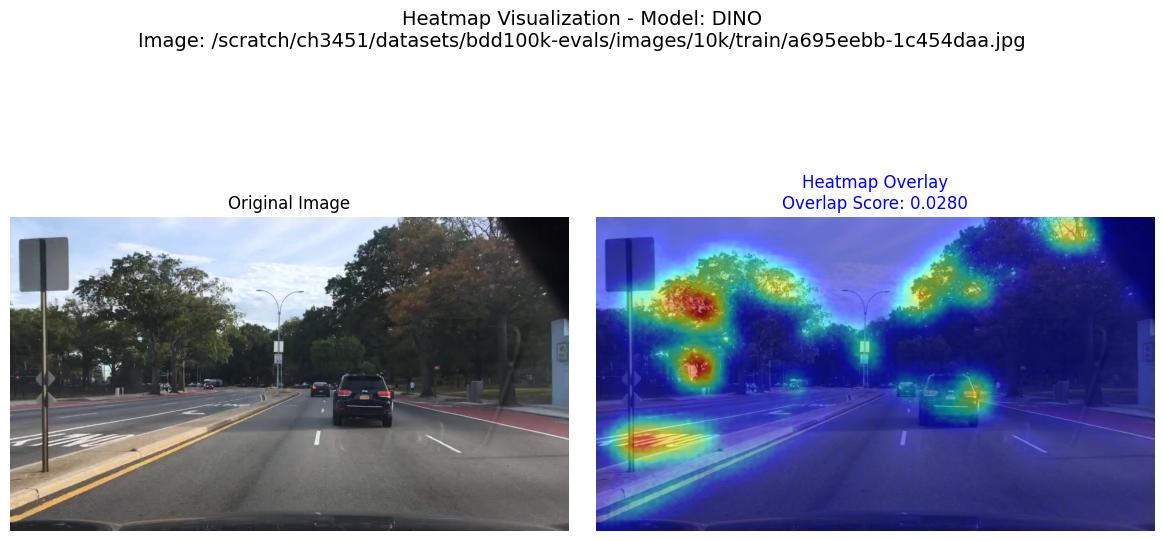 Heatmap Visualization - Model: DINO
Image: /scratch/ch3451/datasets/bdd100k-evals/images/10k/train/a695eebb-1c454daa.jpg
Original Image
Heatmap Overlay
Overlap Score: 0.0280